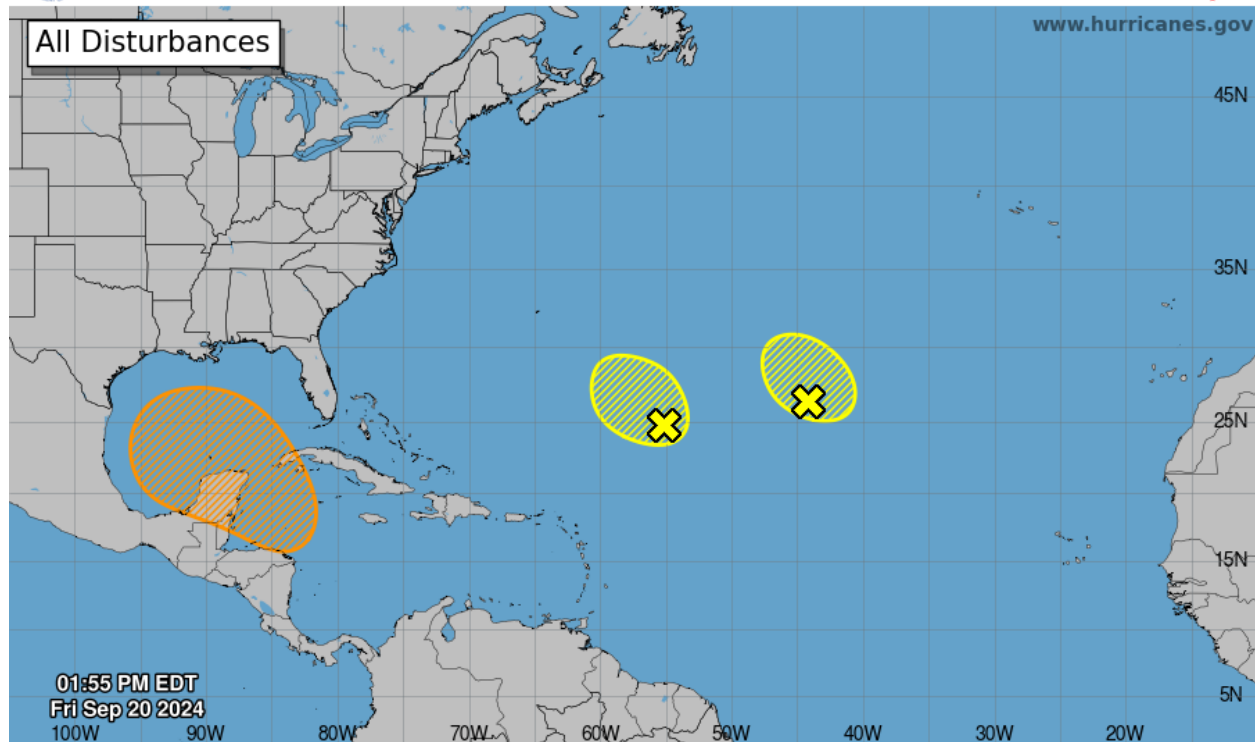 All Disturbances
www.hurricanes.gov
45N
35N
25N
15N
5N
01:55 PM EDT
Fri Sep 20 2024
100W 90W 80W 70W 60W 50W 40W 30W 20W